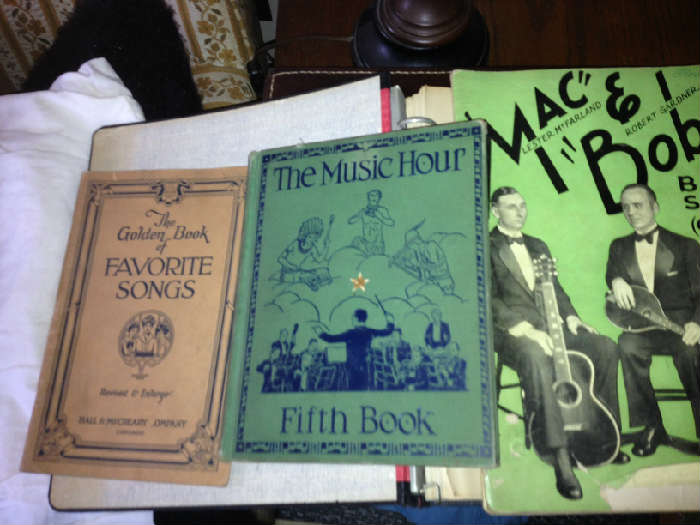 The
Golden Book
of
FAVORITE
SONGS
Revised & Enlarged
HALL & MCCREARY COMPANY
The Music Hour
Fifth Book
"MAC" &
LESTER McFARLAND
ROBERT GARDNER
"Bob
B
S